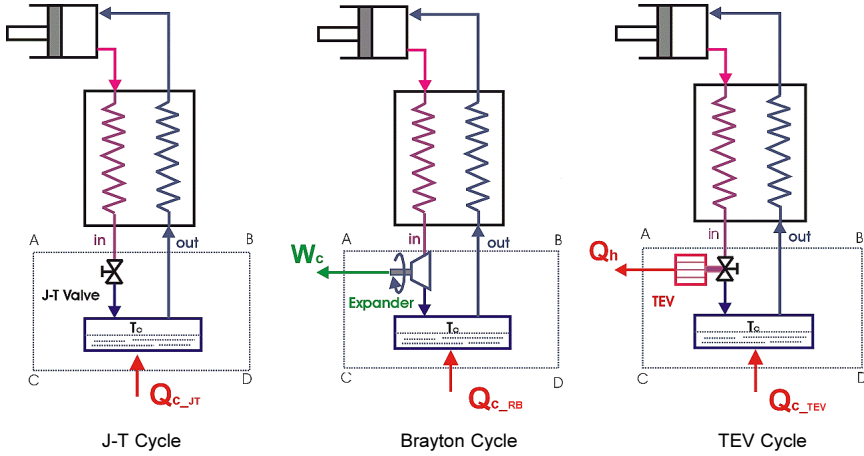 A
in
out
B
J-T Valve
Tc
C
D
Qc_JT
J-T Cycle
A
in
out
B
Wc
Expander
Tc
C
D
Qc_RB
Brayton Cycle
A
in
out
B
Qh
TEV
Tc
C
D
Qc_TEV
TEV Cycle